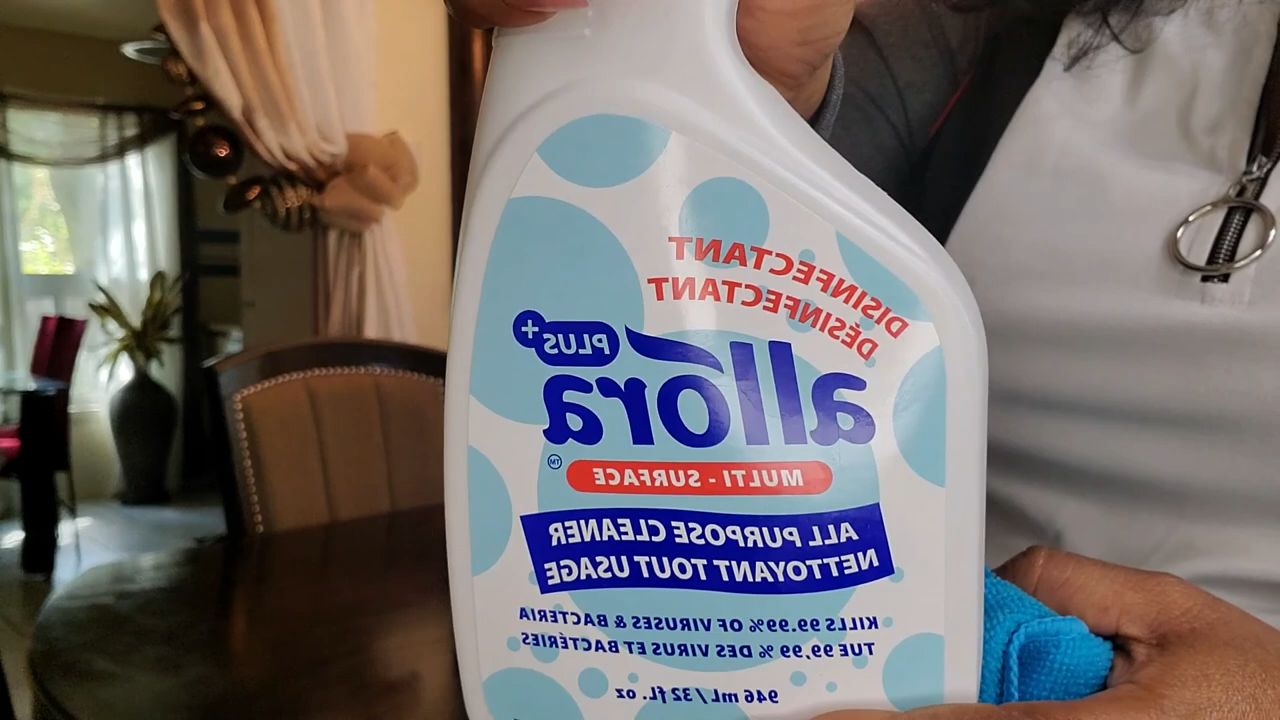 DISINFECTANT
DÉSINFECTANT
allora PLUS+
™
MULTI - SURFACE
ALL PURPOSE CLEANER
NETTOYANT TOUT USAGE
KILLS 99.99% OF VIRUSES & BACTERIA
TUE 99,99 % DES VIRUS ET BACTÉRIES
946 mL/32 fl. oz